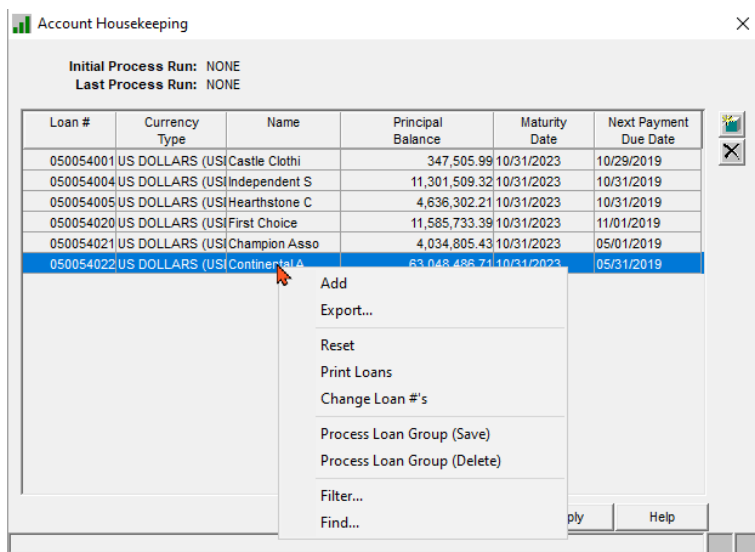 Account Housekeeping
Initial Process Run: NONE
Last Process Run: NONE
Loan # Currency Type Name Principal Balance Maturity Date Next Payment Due Date
050054001 US DOLLARS (USI Castle Clothi 347,505.99 10/31/2023 10/29/2019
050054004 US DOLLARS (USI Independent S 11,301,509.32 10/31/2023 10/31/2019
050054005 US DOLLARS (USI Hearthstone C 4,636,302.21 10/31/2023 10/31/2019
050054020 US DOLLARS (USI First Choice 11,585,733.39 10/31/2023 11/01/2019
050054021 US DOLLARS (USI Champion Asso 4,034,805.43 10/31/2023 05/01/2019
050054022 US DOLLARS (USI Continental A 63,048,486.71 10/31/2023 05/31/2019
Add
Export...
Reset
Print Loans
Change Loan #'s
Process Loan Group (Save)
Process Loan Group (Delete)
Filter...
Find...
ply Help